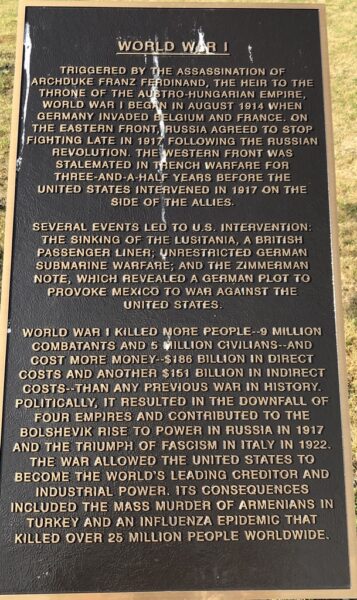 WORLD WAR I
TRIGGERED BY THE ASSASSINATION OF
ARCHDUKE FRANZ FERDINAND, THE HEIR TO THE
THRONE OF THE AUSTRO-HUNGARIAN EMPIRE,
WORLD WAR I BEGAN IN AUGUST 1914 WHEN
GERMANY INVADED BELGIUM AND FRANCE. ON
THE EASTERN FRONT, RUSSIA AGREED TO STOP
FIGHTING LATE IN 1917 FOLLOWING THE RUSSIAN
REVOLUTION. THE WESTERN FRONT WAS
STALEMATED IN TRENCH WARFARE FOR
THREE-AND-A-HALF YEARS BEFORE THE
UNITED STATES INTERVENED IN 1917 ON THE
SIDE OF THE ALLIES.
SEVERAL EVENTS LED TO U.S. INTERVENTION:
THE SINKING OF THE LUSITANIA, A BRITISH
PASSENGER LINER; UNRESTRICTED GERMAN
SUBMARINE WARFARE; AND THE ZIMMERMAN
NOTE, WHICH REVEALED A GERMAN PLOT TO
PROVOKE MEXICO TO WAR AGAINST THE
UNITED STATES.
WORLD WAR I KILLED MORE PEOPLE--9 MILLION
COMBATANTS AND 5 MILLION CIVILIANS--AND
COST MORE MONEY--$186 BILLION IN DIRECT
COSTS AND ANOTHER $151 BILLION IN INDIRECT
COSTS--THAN ANY PREVIOUS WAR IN HISTORY.
POLITICALLY, IT RESULTED IN THE DOWNFALL OF
FOUR EMPIRES AND CONTRIBUTED TO THE
BOLSHEVIK RISE TO POWER IN RUSSIA IN 1917
AND THE TRIUMPH OF FASCISM IN ITALY IN 1922.
THE WAR ALLOWED THE UNITED STATES TO
BECOME THE WORLD'S LEADING CREDITOR AND
INDUSTRIAL POWER. ITS CONSEQUENCES
INCLUDED THE MASS MURDER OF ARMENIANS IN
TURKEY AND AN INFLUENZA EPIDEMIC THAT
KILLED OVER 25 MILLION PEOPLE WORLDWIDE.